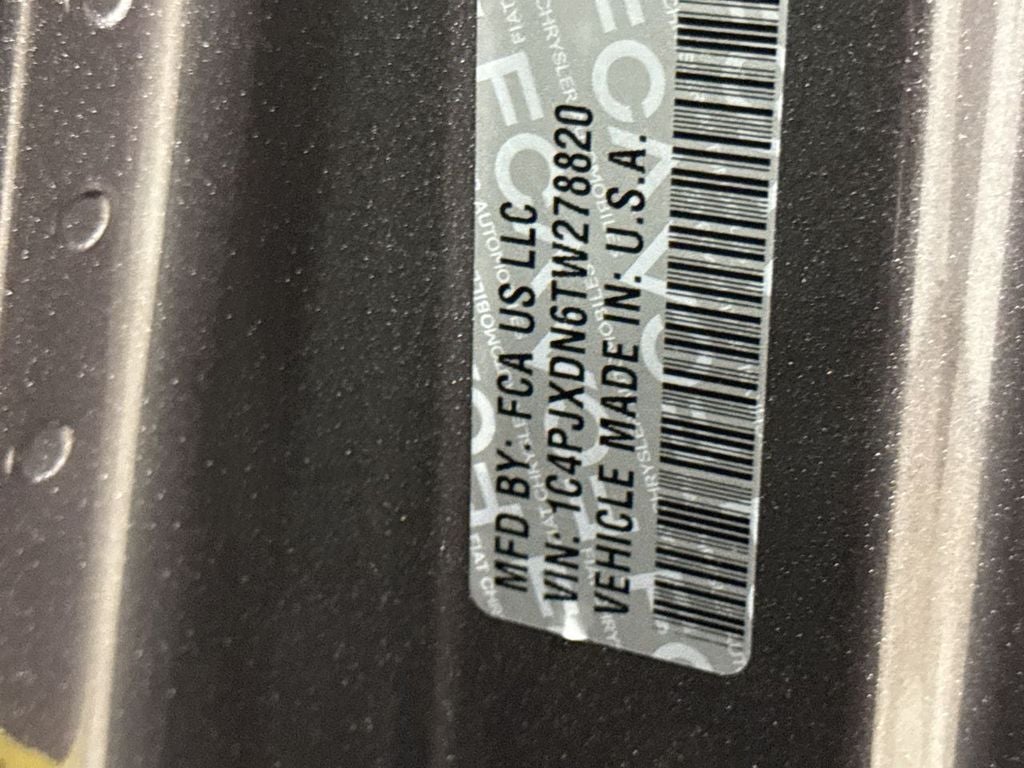 MFD BY: FCA US LLC
VIN: 1C4PJXDN6TW278820
VEHICLE MADE IN: U.S.A.